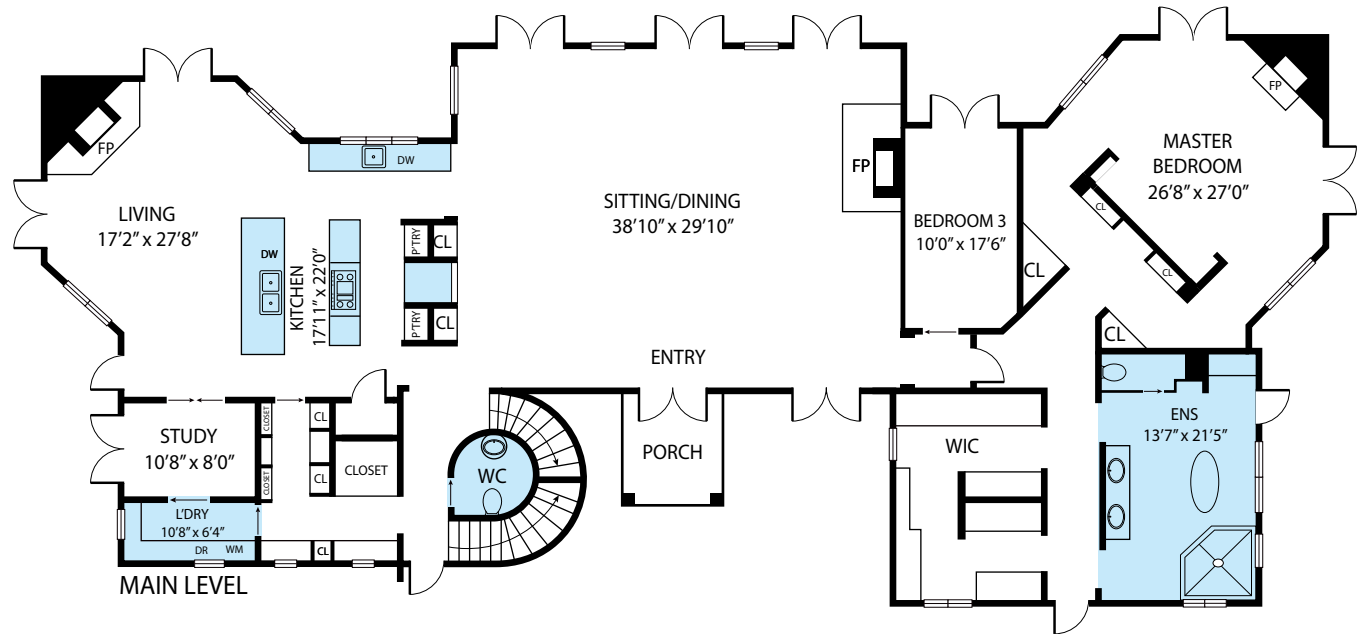 FP
DW
LIVING
17'2" x 27'8"
DW
KITCHEN
17'11" x 22'0"
P'TRY
CL
P'TRY
CL
SITTING/DINING
38'10" x 29'10"
FP
BEDROOM 3
10'0" x 17'6"
CL
FP
MASTER
BEDROOM
26'8" x 27'0"
CL
CL
CL
ENTRY
PORCH
STUDY
10'8" x 8'0"
CLOSET
CLOSET
CL
CL
CLOSET
WC
WIC
ENS
13'7" x 21'5"
L'DRY
10'8" x 6'4"
DR
WM
CL
MAIN LEVEL